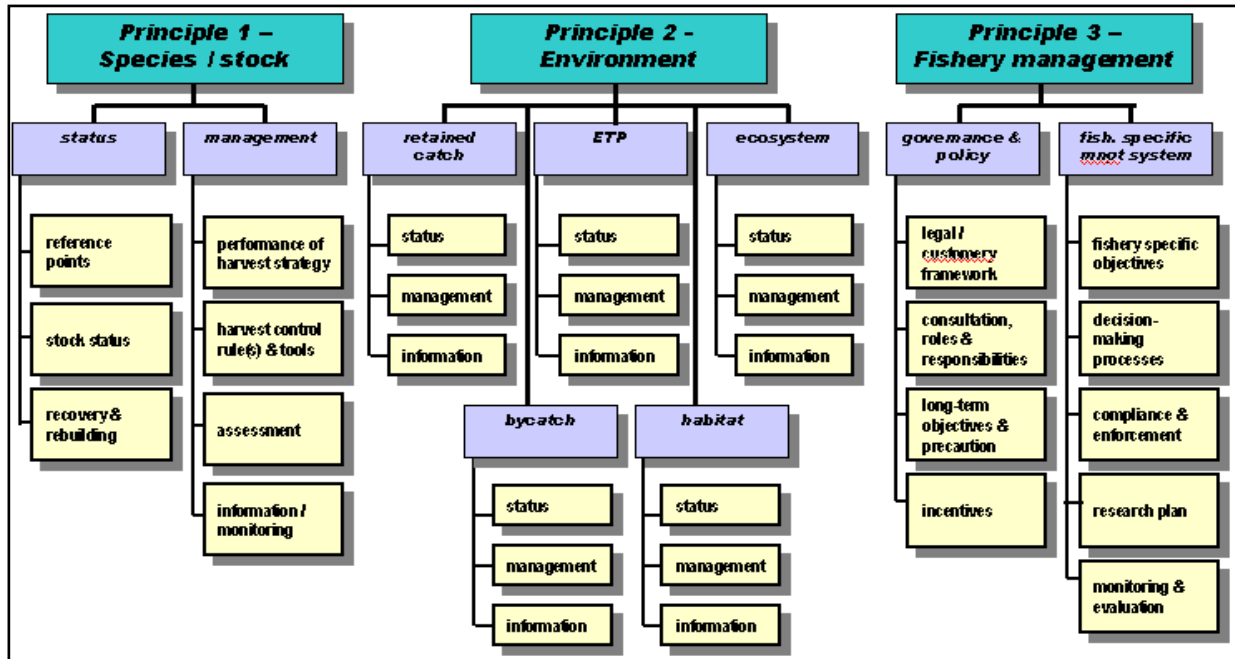 Principle 1 –
Species / stock
status
reference
points
stock status
recovery &
rebuilding
management
performance of
harvest strategy
harvest control
rule(s) & tools
assessment
information /
monitoring
Principle 2 -
Environment
retained
catch
status
management
information
ETP
status
management
information
ecosystem
status
management
information
bycatch
status
management
information
habitat
status
management
information
Principle 3 –
Fishery management
governance &
policy
legal /
customery
framework
consultation,
roles &
responsibilities
long-term
objectives &
precaution
incentives
fish. specific
mngt system
fishery specific
objectives
decision-
making
processes
compliance &
enforcement
research plan
monitoring &
evaluation